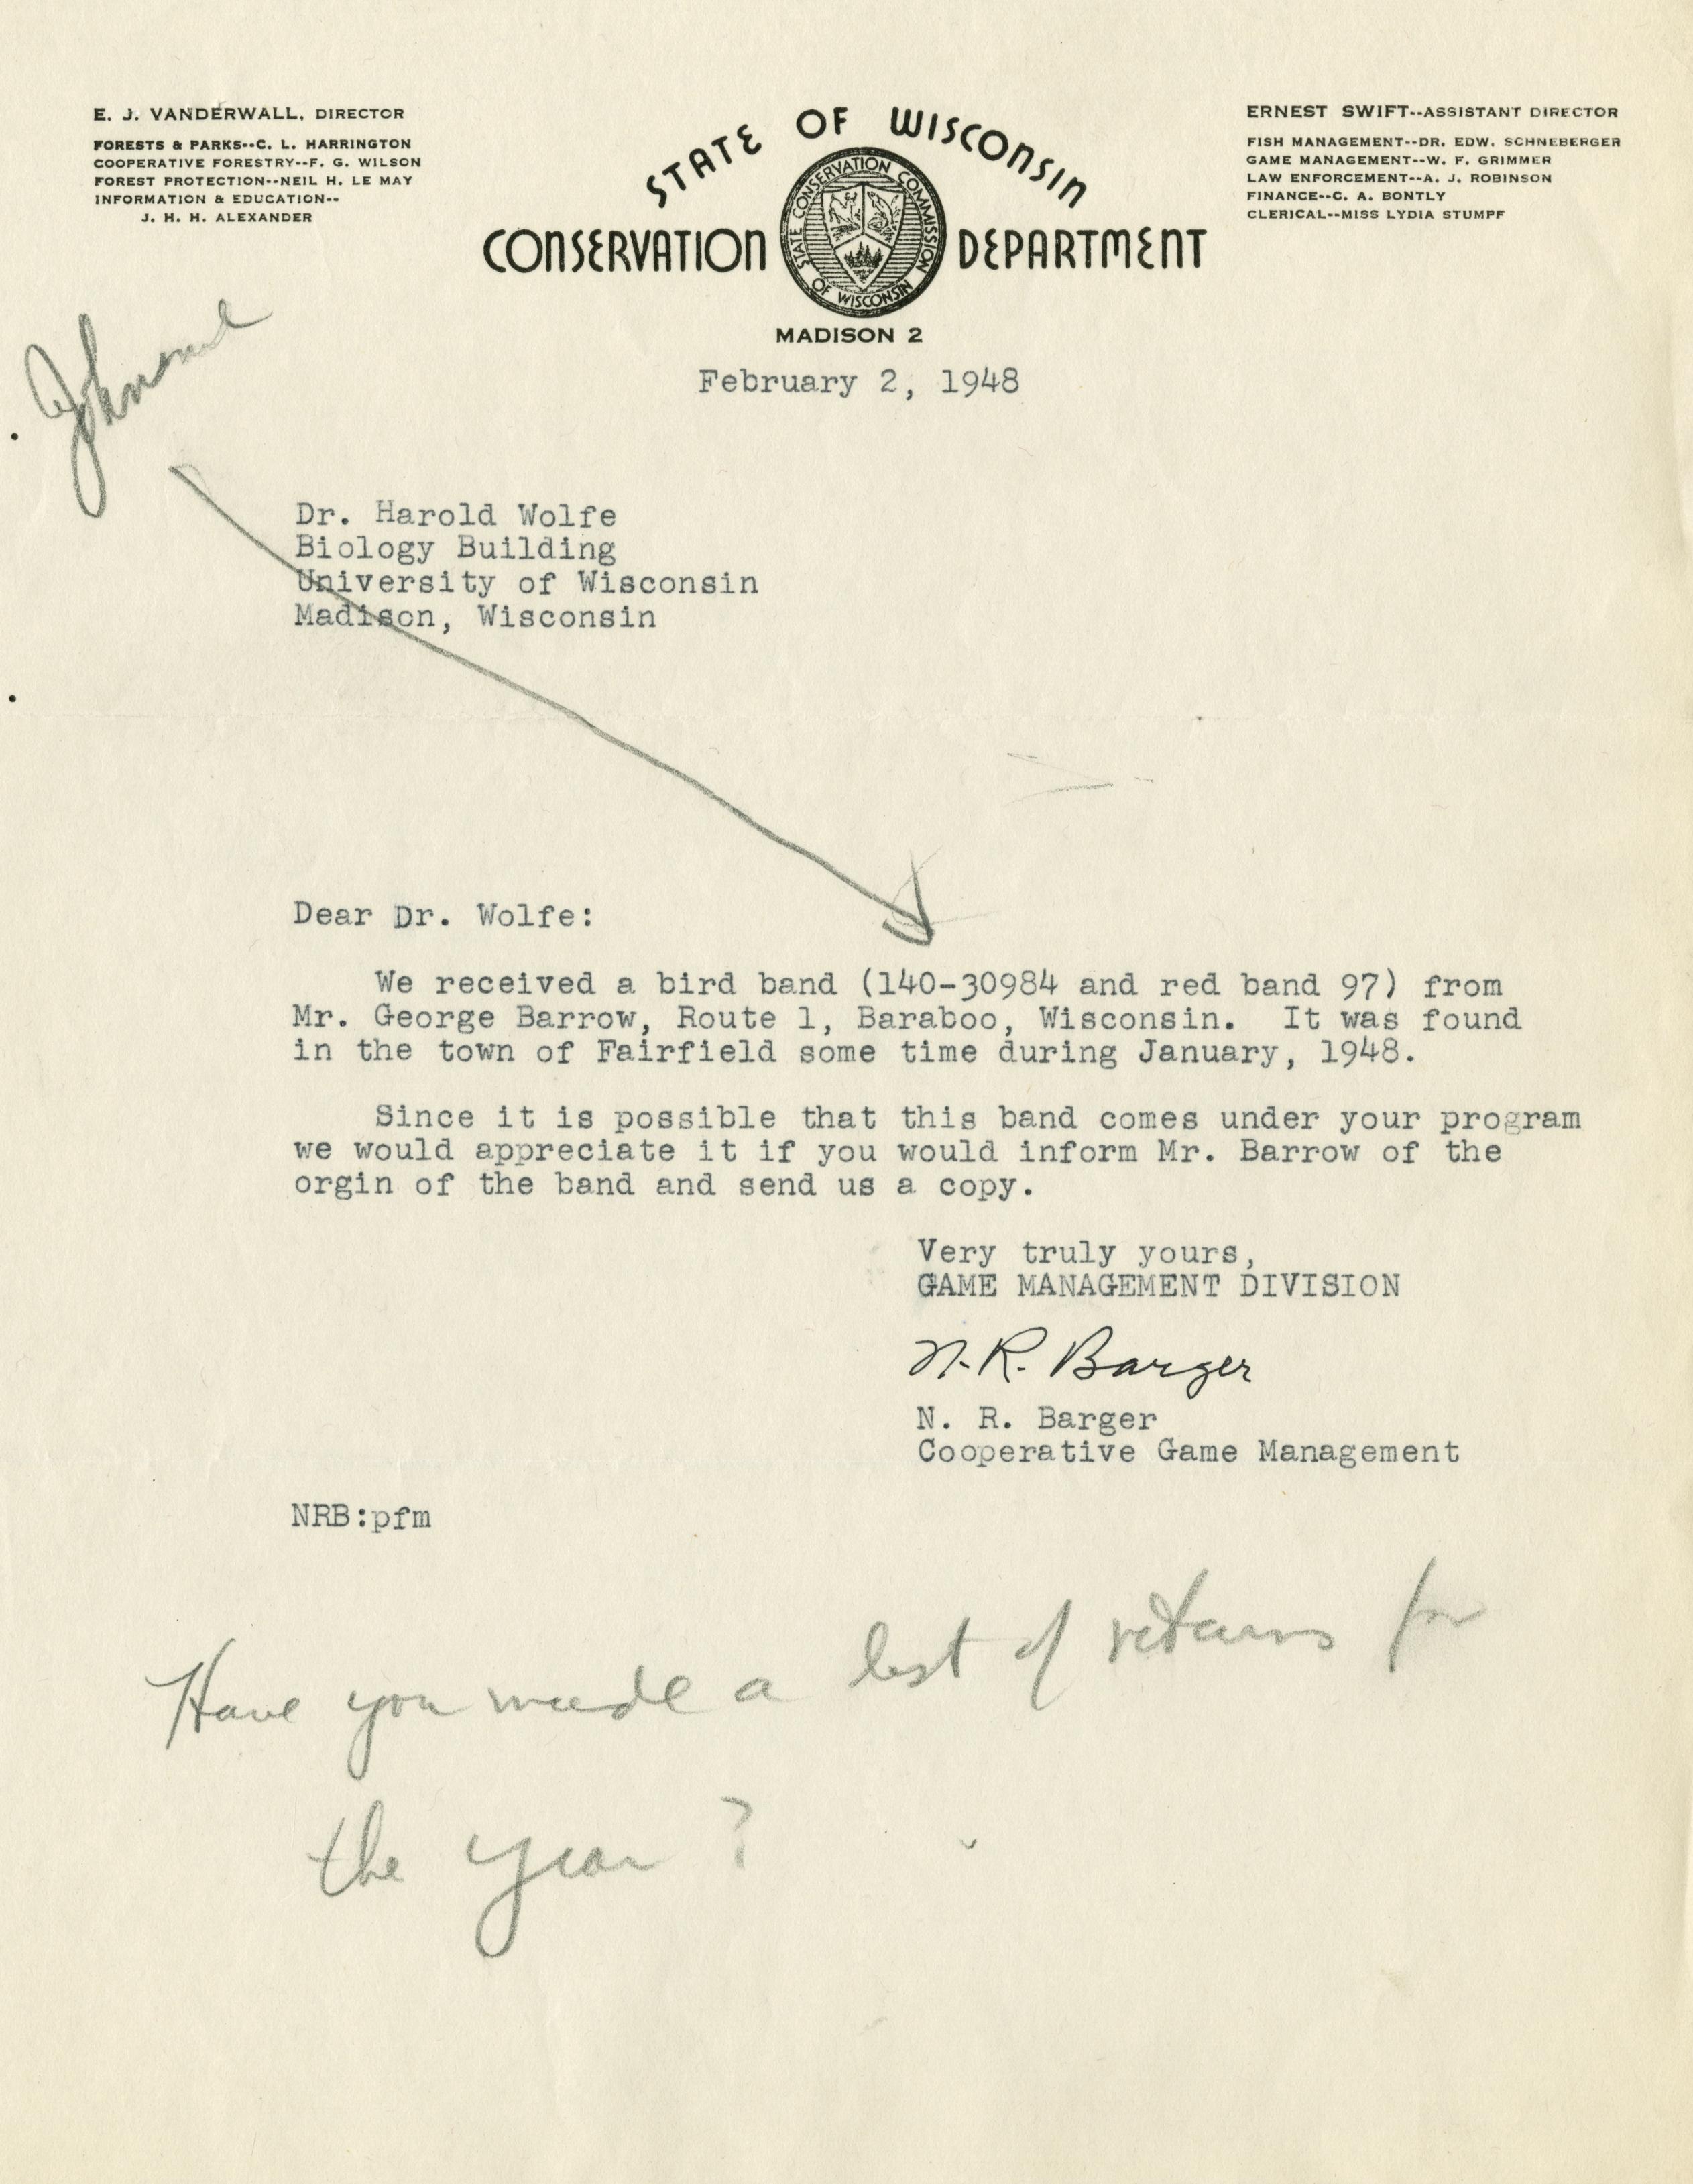 E. J. VANDERWALL, DIRECTOR
FORESTS & PARKS--C. L. HARRINGTON
COOPERATIVE FORESTRY--F. G. WILSON
FOREST PROTECTION--NEIL H. LE MAY
INFORMATION & EDUCATION--
J. H. H. ALEXANDER
STATE OF WISCONSIN
CONSERVATION DEPARTMENT
STATE CONSERVATION COMMISSION
OF WISCONSIN
MADISON 2
ERNEST SWIFT--ASSISTANT DIRECTOR
FISH MANAGEMENT--DR. EDW. SCHNEBERGER
GAME MANAGEMENT--W. F. GRIMMER
LAW ENFORCEMENT--A. J. ROBINSON
FINANCE--C. A. BONTLY
CLERICAL--MISS LYDIA STUMPF
February 2, 1948
Dr. Harold Wolfe
Biology Building
University of Wisconsin
Madison, Wisconsin
Dear Dr. Wolfe:
We received a bird band (140-30984 and red band 97) from
Mr. George Barrow, Route 1, Baraboo, Wisconsin. It was found
in the town of Fairfield some time during January, 1948.
Since it is possible that this band comes under your program
we would appreciate it if you would inform Mr. Barrow of the
orgin of the band and send us a copy.
Very truly yours,
GAME MANAGEMENT DIVISION
N. R. Barger
N. R. Barger
Cooperative Game Management
NRB:pfm
Have you made a list of returns for
the year?